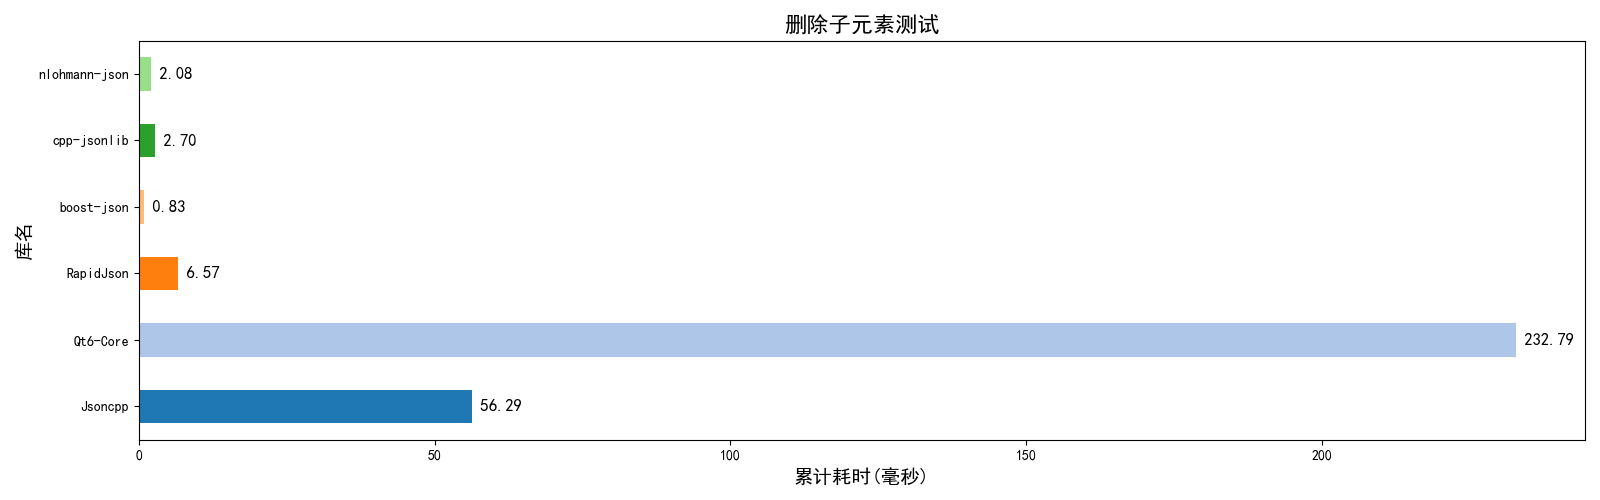 删除子元素测试
库名
nlohmann-json 2.08
cpp-jsonlib 2.70
boost-json 0.83
RapidJson 6.57
Qt6-Core 232.79
Jsoncpp 56.29
0 50 100 150 200
累计耗时(毫秒)